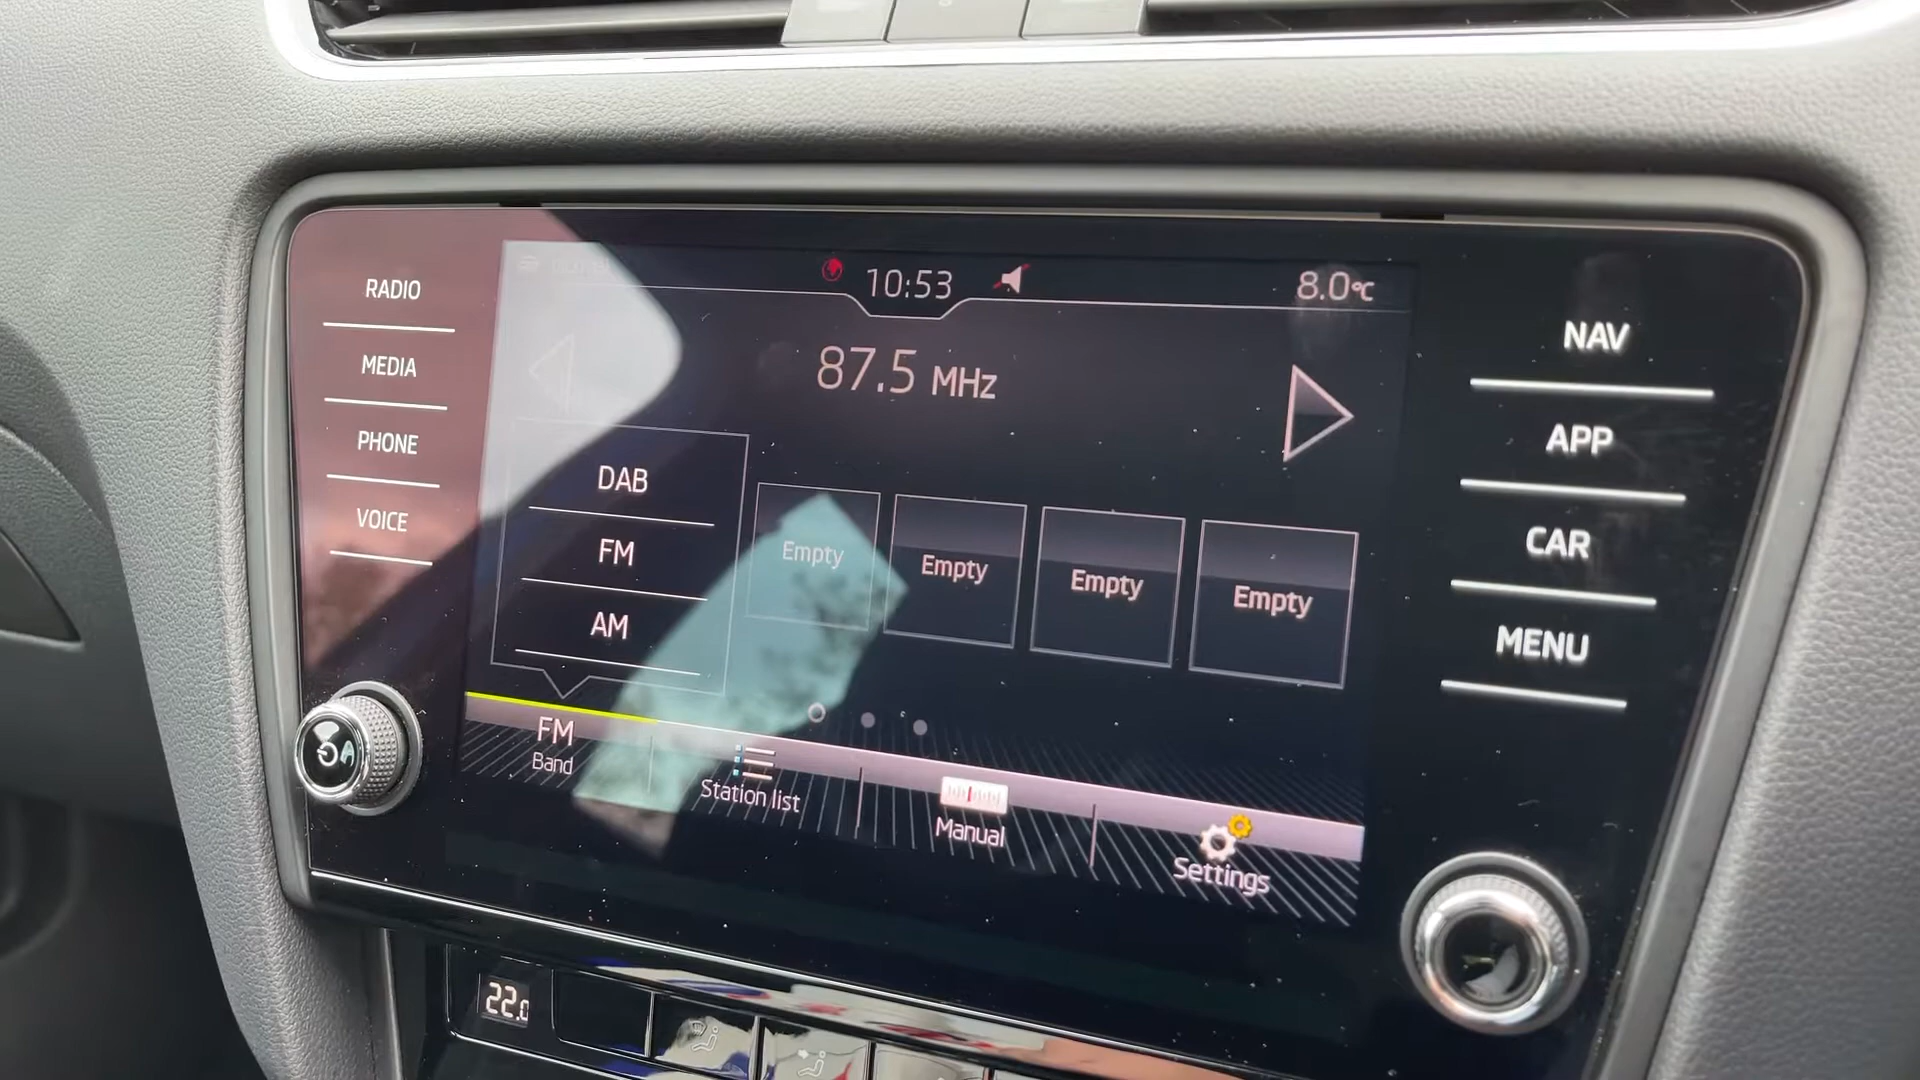 10:53
8.0°C
RADIO
MEDIA
PHONE
VOICE
87.5 MHz
DAB
FM
AM
Empty
Empty
Empty
Empty
FM
Band
Station list
Manual
Settings
NAV
APP
CAR
MENU
22.0